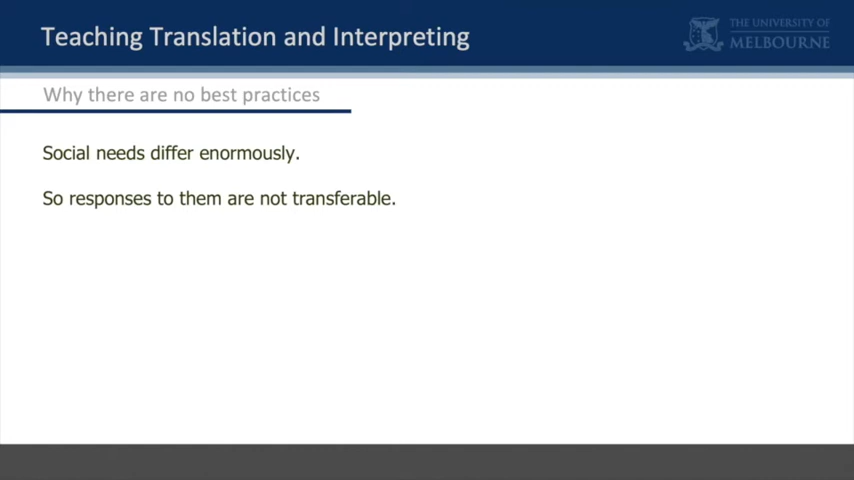 Teaching Translation and Interpreting
THE UNIVERSITY OF
MELBOURNE
Why there are no best practices
Social needs differ enormously.
So responses to them are not transferable.